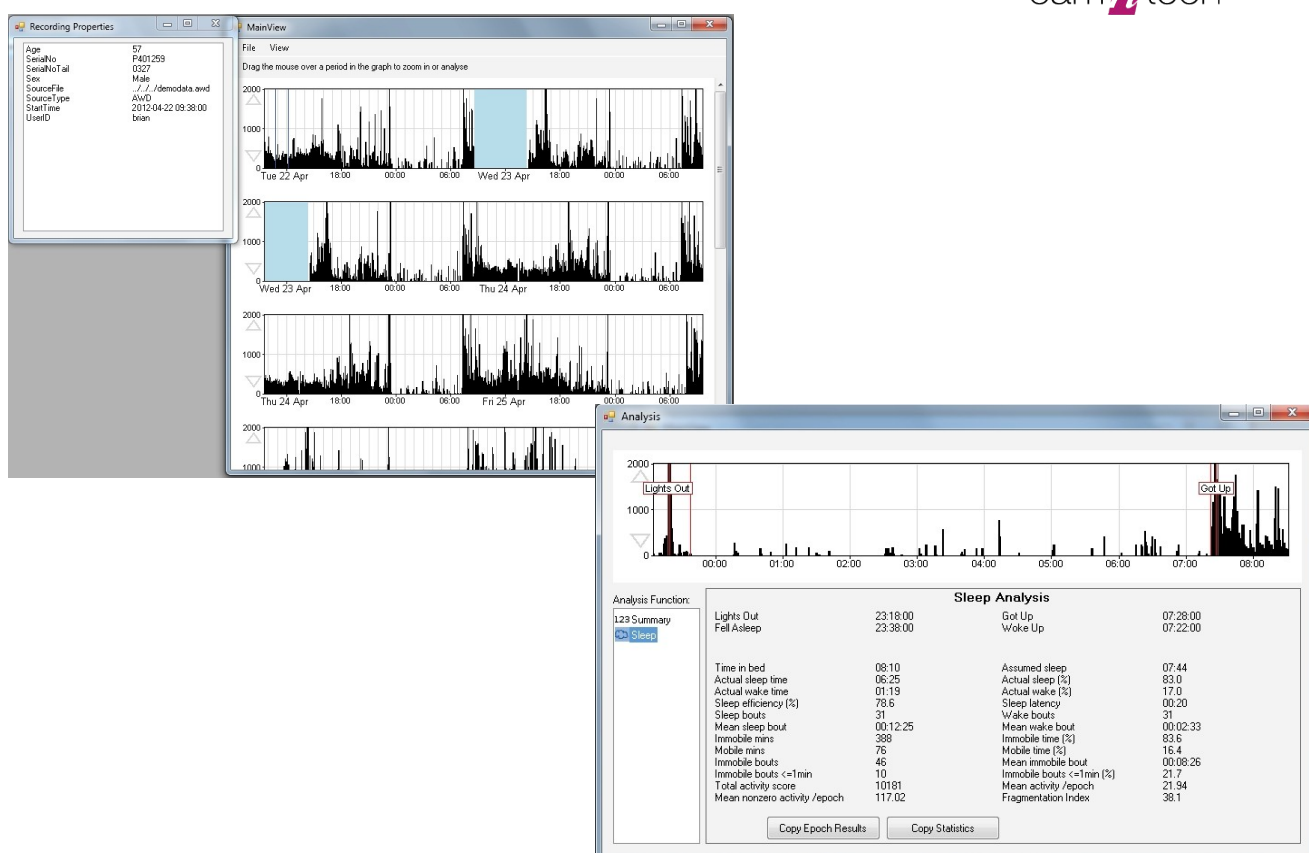 camntech
Recording Properties
Age 57
SerialNo P401259
SerialNoTail 0327
Sex Male
SourceFile ../../../demodata.awd
SourceType AWD
StartTime 2012-04-22 09:38:00
UserID brian
MainView
File View
Drag the mouse over a period in the graph to zoom in or analyse
2000
1000
0
Tue 22 Apr 18:00 00:00 06:00 Wed 23 Apr 18:00 00:00 06:00
2000
1000
0
Wed 23 Apr 18:00 00:00 06:00 Thu 24 Apr 18:00 00:00 06:00
2000
1000
0
Thu 24 Apr 18:00 00:00 06:00 Fri 25 Apr 18:00 00:00 06:00
2000
1000
Analysis
2000
Lights Out Got Up
1000
0
00:00 01:00 02:00 03:00 04:00 05:00 06:00 07:00 08:00
Analysis Function:
123 Summary
Sleep
Sleep Analysis
Lights Out 23:18:00 Got Up 07:28:00
Fell Asleep 23:38:00 Woke Up 07:22:00
Time in bed 08:10 Assumed sleep 07:44
Actual sleep time 06:25 Actual sleep (%) 83.0
Actual wake time 01:19 Actual wake (%) 17.0
Sleep efficiency (%) 78.6 Sleep latency 00:20
Sleep bouts 31 Wake bouts 31
Mean sleep bout 00:12:25 Mean wake bout 00:02:33
Immobile mins 388 Immobile time (%) 83.6
Mobile mins 76 Mobile time (%) 16.4
Immobile bouts 46 Mean immobile bout 00:08:26
Immobile bouts <=1min 10 Immobile bouts <=1min (%) 21.7
Total activity score 10181 Mean activity /epoch 21.94
Mean nonzero activity /epoch 117.02 Fragmentation Index 38.1
Copy Epoch Results Copy Statistics